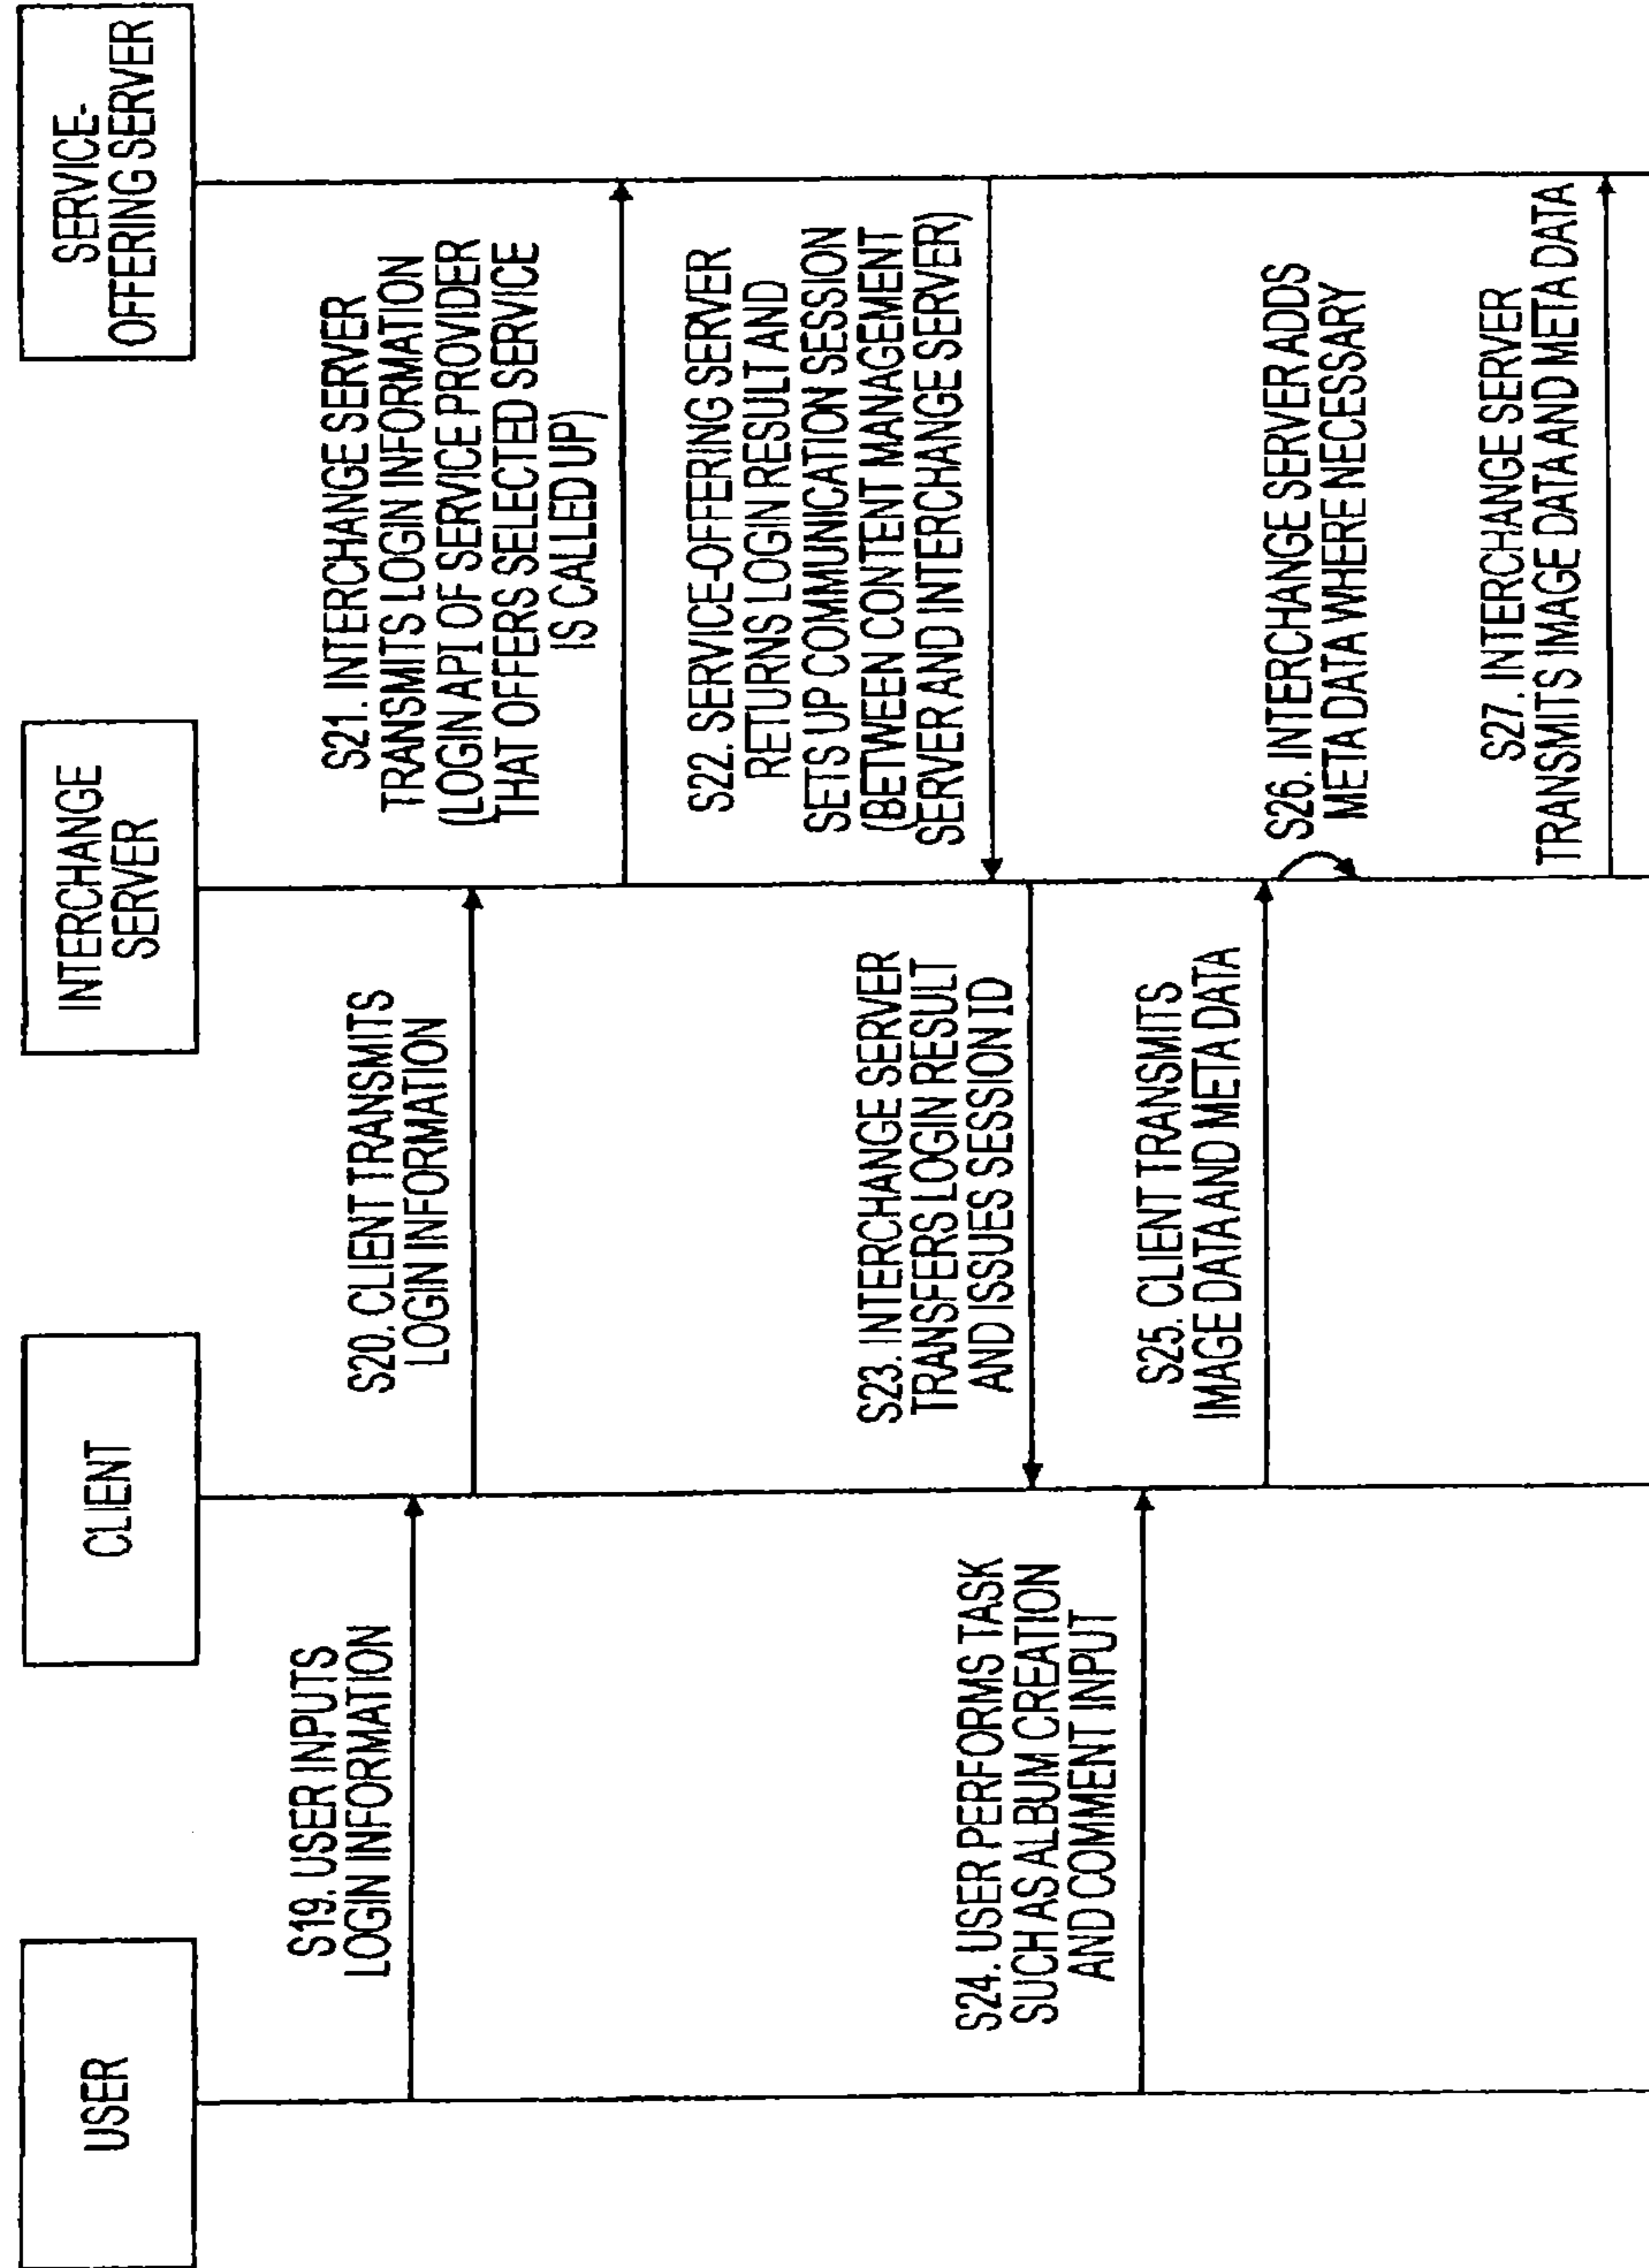 USER
CLIENT
INTERCHANGE
SERVER
SERVICE-
OFFERING SERVER
S19. USER INPUTS
LOGIN INFORMATION
S20. CLIENT TRANSMITS
LOGIN INFORMATION
S21. INTERCHANGE SERVER
TRANSMITS LOGIN INFORMATION
(LOGIN API OF SERVICE PROVIDER
THAT OFFERS SELECTED SERVICE
IS CALLED UP)
S22. SERVICE-OFFERING SERVER
RETURNS LOGIN RESULT AND
SETS UP COMMUNICATION SESSION
(BETWEEN CONTENT MANAGEMENT
SERVER AND INTERCHANGE SERVER)
S23. INTERCHANGE SERVER
TRANSFERS LOGIN RESULT
AND ISSUES SESSION ID
S24. USER PERFORMS TASK
SUCH AS ALBUM CREATION
AND COMMENT INPUT
S25. CLIENT TRANSMITS
IMAGE DATA AND META DATA
S26. INTERCHANGE SERVER ADDS
META DATA WHERE NECESSARY
S27. INTERCHANGE SERVER
TRANSMITS IMAGE DATA AND META DATA